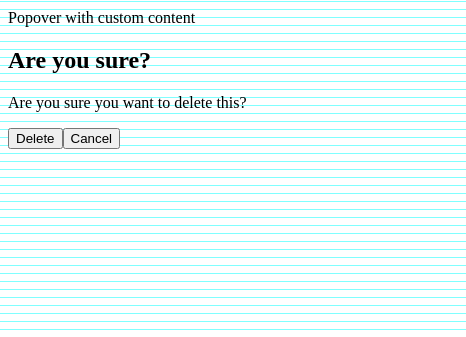 Popover with custom content
Are you sure?
Are you sure you want to delete this?
Delete Cancel